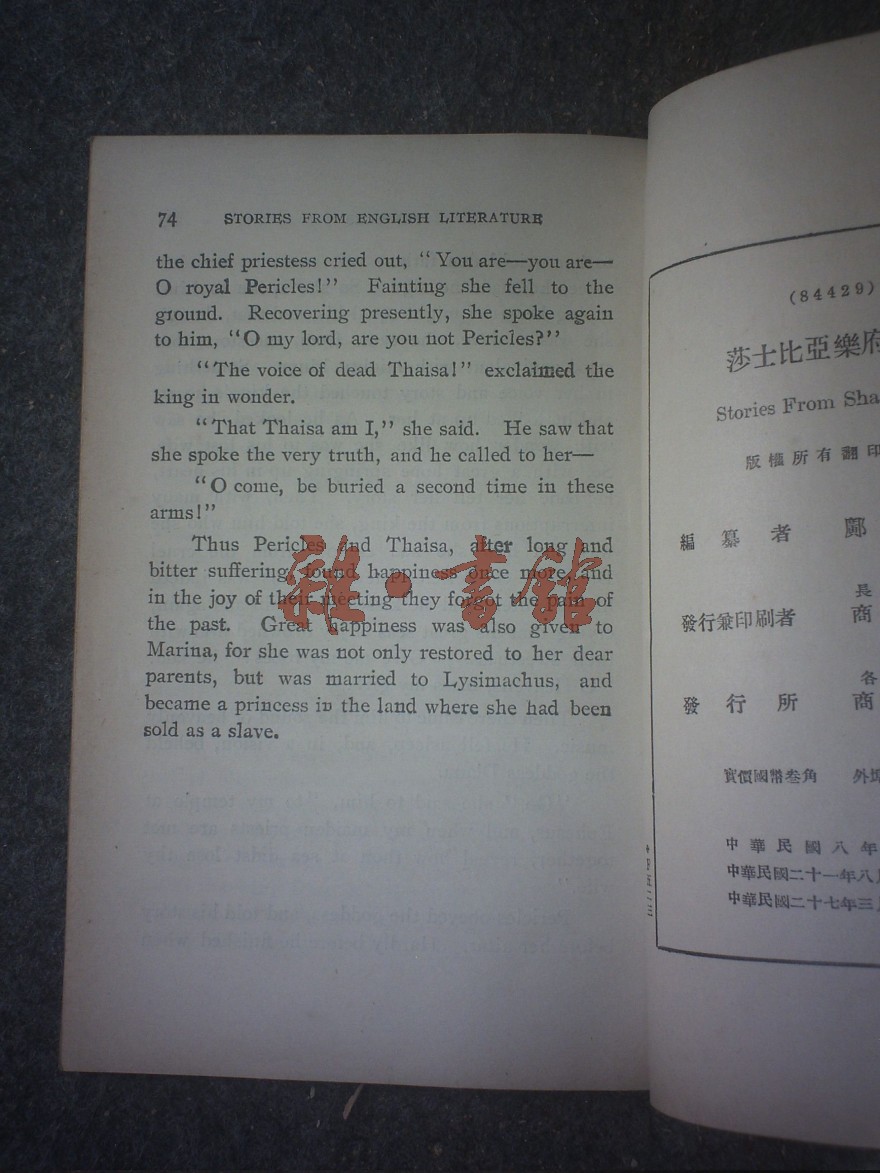 74 STORIES FROM ENGLISH LITERATURE
the chief priestess cried out, “You are—you are—
O royal Pericles!” Fainting she fell to the
ground. Recovering presently, she spoke again
to him, “O my lord, are you not Pericles?”
“The voice of dead Thaisa!” exclaimed the
king in wonder.
“That Thaisa am I,” she said. He saw that
she spoke the very truth, and he called to her—
“O come, be buried a second time in these
arms!”
Thus Pericles and Thaisa, after long and
bitter suffering, found happiness once more, and
in the joy of their meeting they forgot the pain of
the past. Great happiness was also given to
Marina, for she was not only restored to her dear
parents, but was married to Lysimachus, and
became a princess in the land where she had been
sold as a slave.
雜·書館
(84429)
莎士比亞樂府
Stories From Sha
版權所有翻印
編纂者 鄺
長
發行兼印刷者 商
各
發行所 商
實價國幣叁角 外埠
中華民國八年
中華民國二十一年八月
中華民國二十七年三月